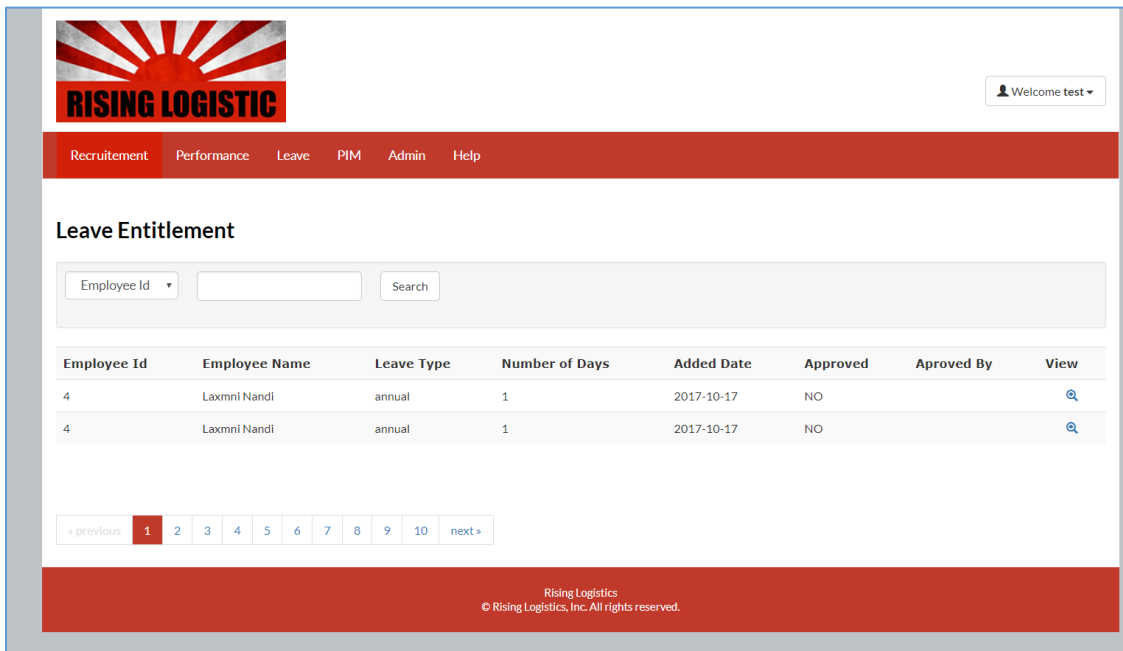 RISING LOGISTIC
Welcome test
Recruitement Performance Leave PIM Admin Help
Leave Entitlement
Employee Id Search
Employee Id Employee Name Leave Type Number of Days Added Date Approved Aproved By View
4 Laxmni Nandi annual 1 2017-10-17 NO
4 Laxmni Nandi annual 1 2017-10-17 NO
« previous 1 2 3 4 5 6 7 8 9 10 next »
Rising Logistics
© Rising Logistics, Inc. All rights reserved.